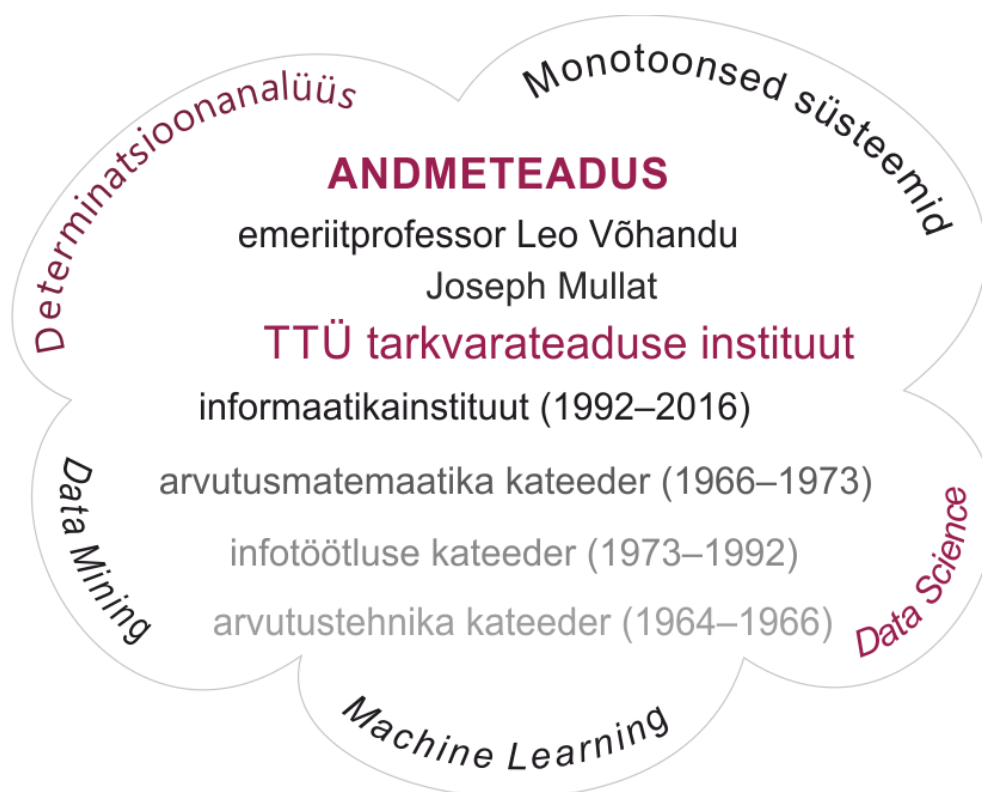 Determinatsioonanalüüs
Monotoonsed süsteemid
ANDMETEADUS
emeriitprofessor Leo Võhandu
Joseph Mullat
TTÜ tarkvarateaduse instituut
informaatikainstituut (1992–2016)
arvutusmatemaatika kateeder (1966–1973)
infotöötluse kateeder (1973–1992)
arvutustehnika kateeder (1964–1966)
Data Mining
Data Science
Machine Learning